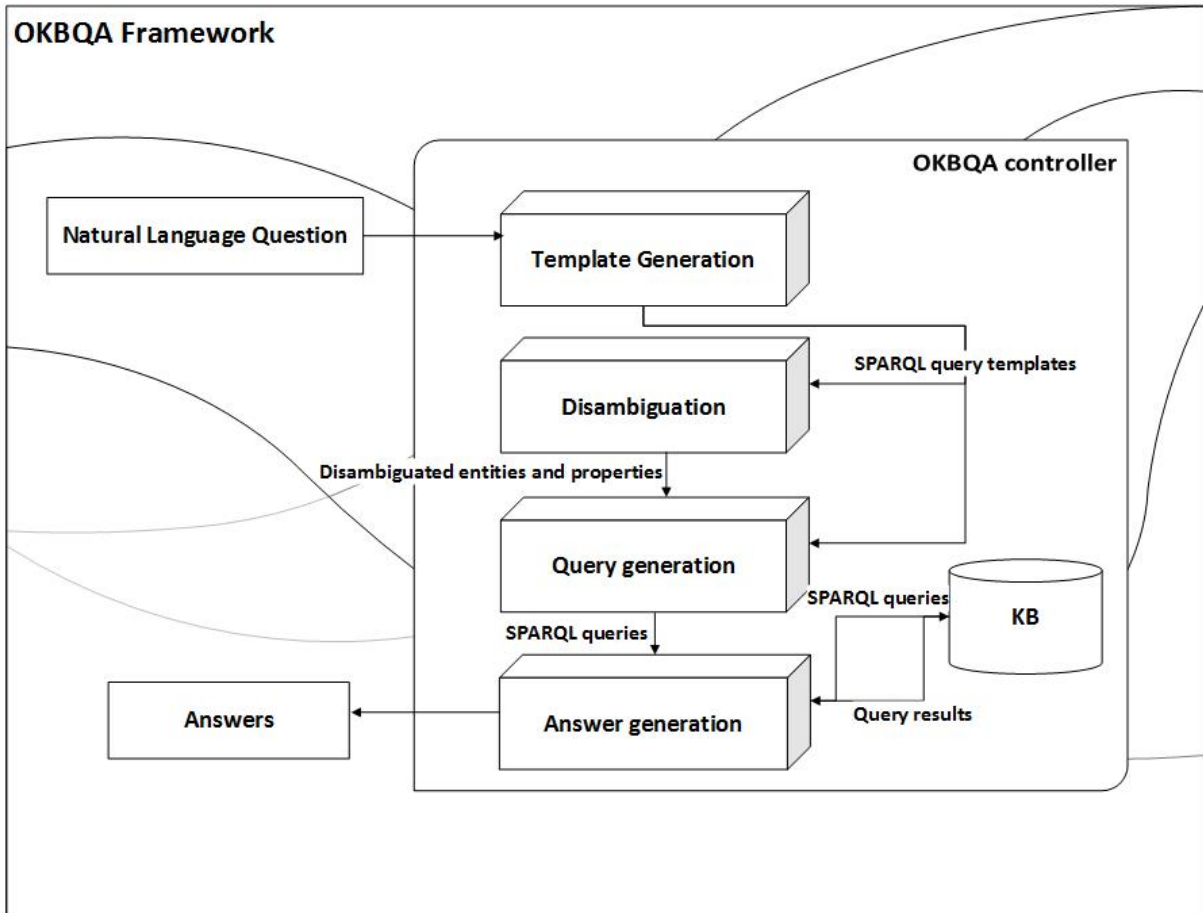 OKBQA Framework
OKBQA controller
Natural Language Question
Template Generation
SPARQL query templates
Disambiguation
Disambiguated entities and properties
Query generation
SPARQL queries
KB
SPARQL queries
Answers
Answer generation
Query results